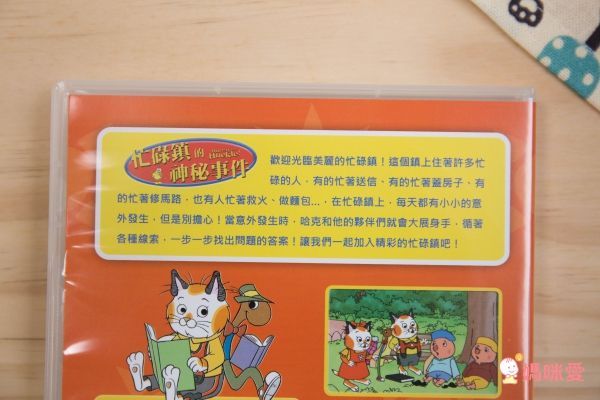 忙碌鎮的
神秘事件
Huckle
歡迎光臨美麗的忙碌鎮！這個鎮上住著許多忙
碌的人，有的忙著送信、有的忙著蓋房子、有
的忙著修馬路，也有人忙著救火、做麵包...，在忙碌鎮上，每天都有小小的意
外發生，但是別擔心！當意外發生時，哈克和他的夥伴們就會大展身手，循著
各種線索，一步一步找出問題的答案！讓我們一起加入精彩的忙碌鎮吧！
媽咪愛